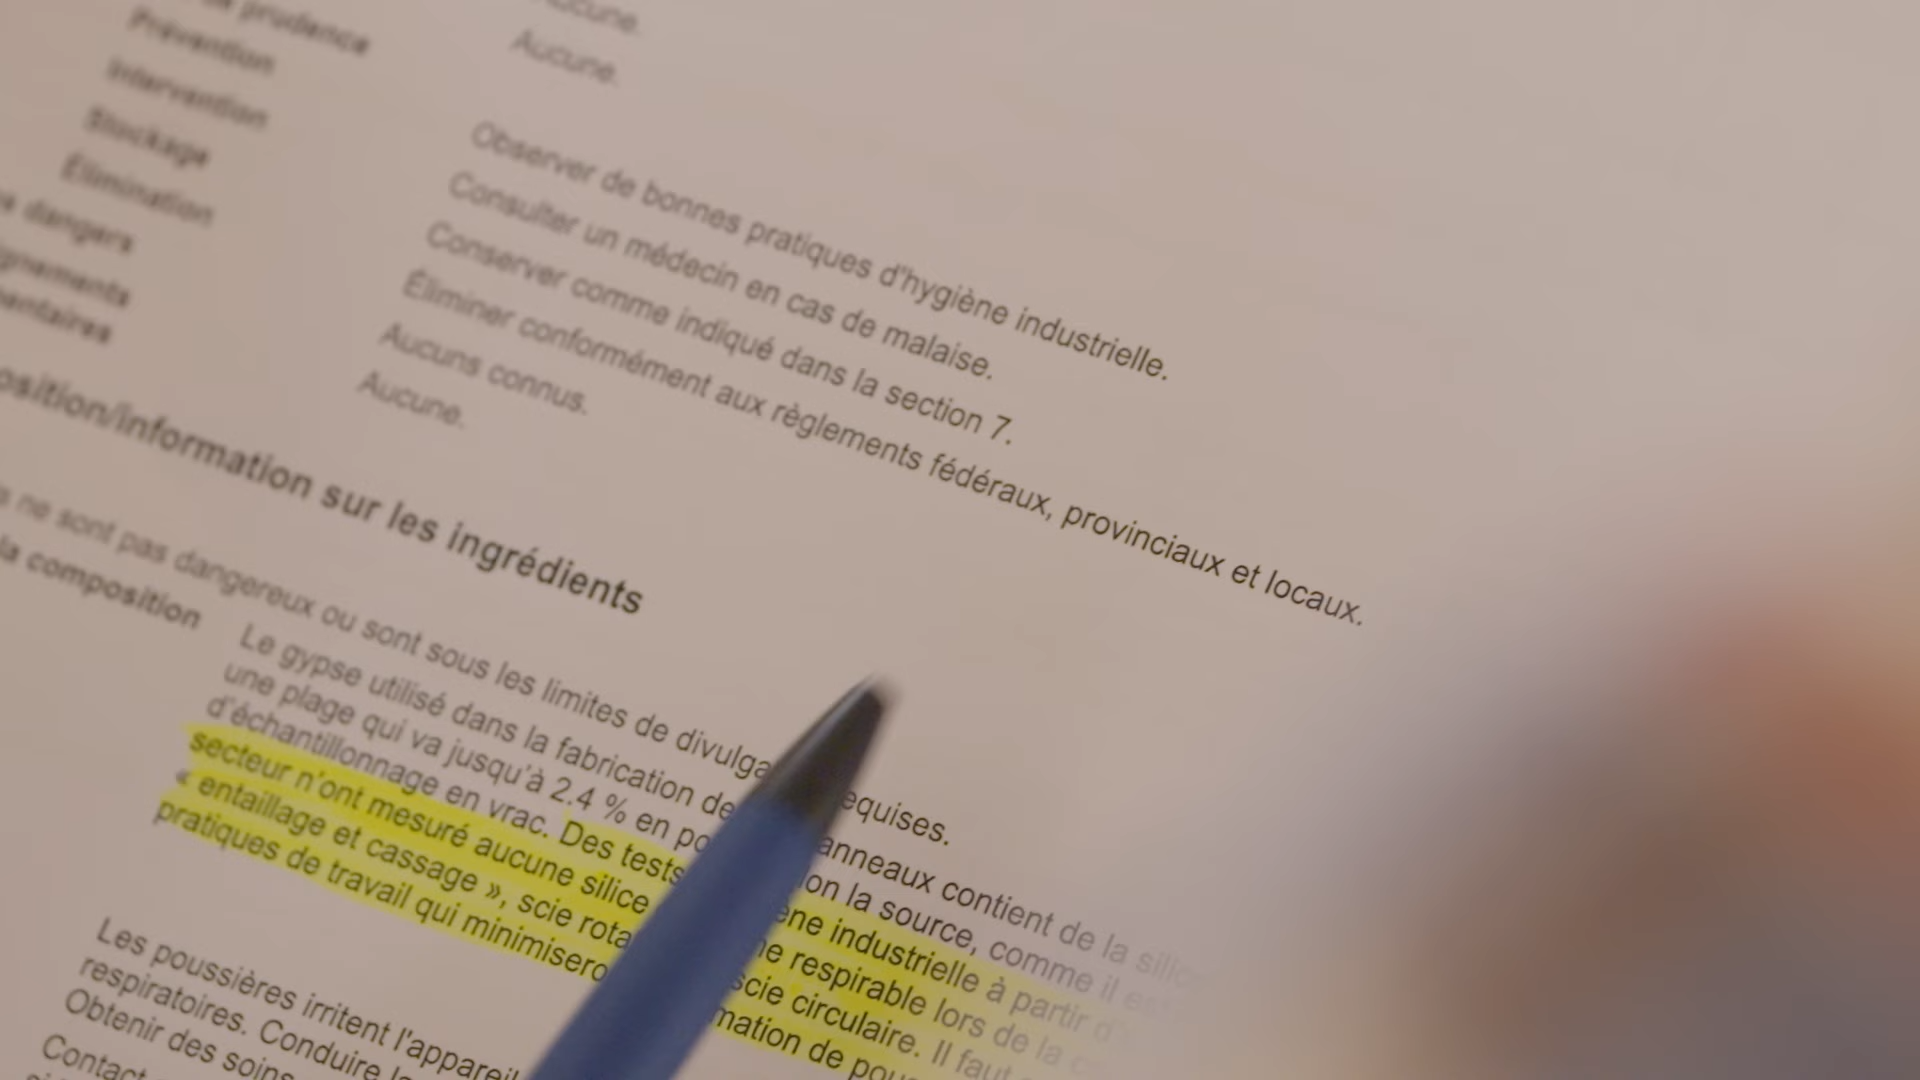 prudence
Aucune.
Prévention
Aucune.
Intervention
Stockage
Observer de bonnes pratiques d'hygiène industrielle.
Élimination
Consulter un médecin en cas de malaise.
dangers
Conserver comme indiqué dans la section 7.
Éliminer conformément aux règlements fédéraux, provinciaux et locaux.
Aucuns connus.
Aucune.
osition/information sur les ingrédients
ne sont pas dangereux ou sont sous les limites de divulga equises.
la composition
Le gypse utilisé dans la fabrication de anneaux contient de la
une plage qui va jusqu'à 2.4 % en po on la source, comme il
d'échantillonnage en vrac. Des tests ène industrielle à partir
secteur n'ont mesuré aucune silice ne respirable lors de la
« entaillage et cassage », scie rota scie circulaire. Il faut
pratiques de travail qui minimisero mation de pou
Les poussières irritent l'appareil
respiratoires. Conduire
Obtenir des soins
Contact